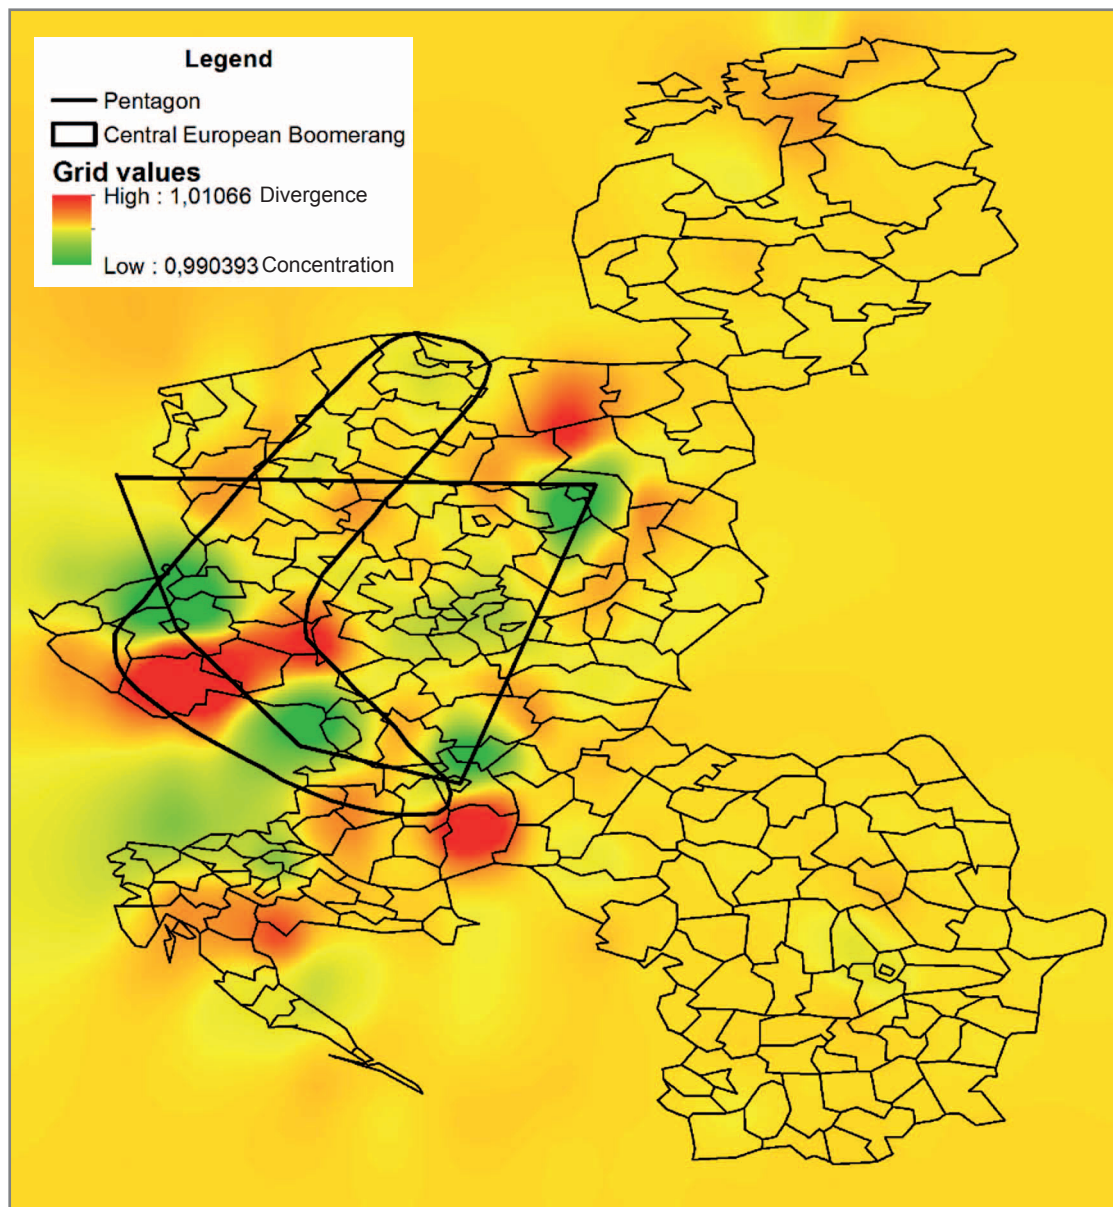 Legend
Pentagon
Central European Boomerang
Grid values
High : 1,01066 Divergence
Low : 0,990393 Concentration